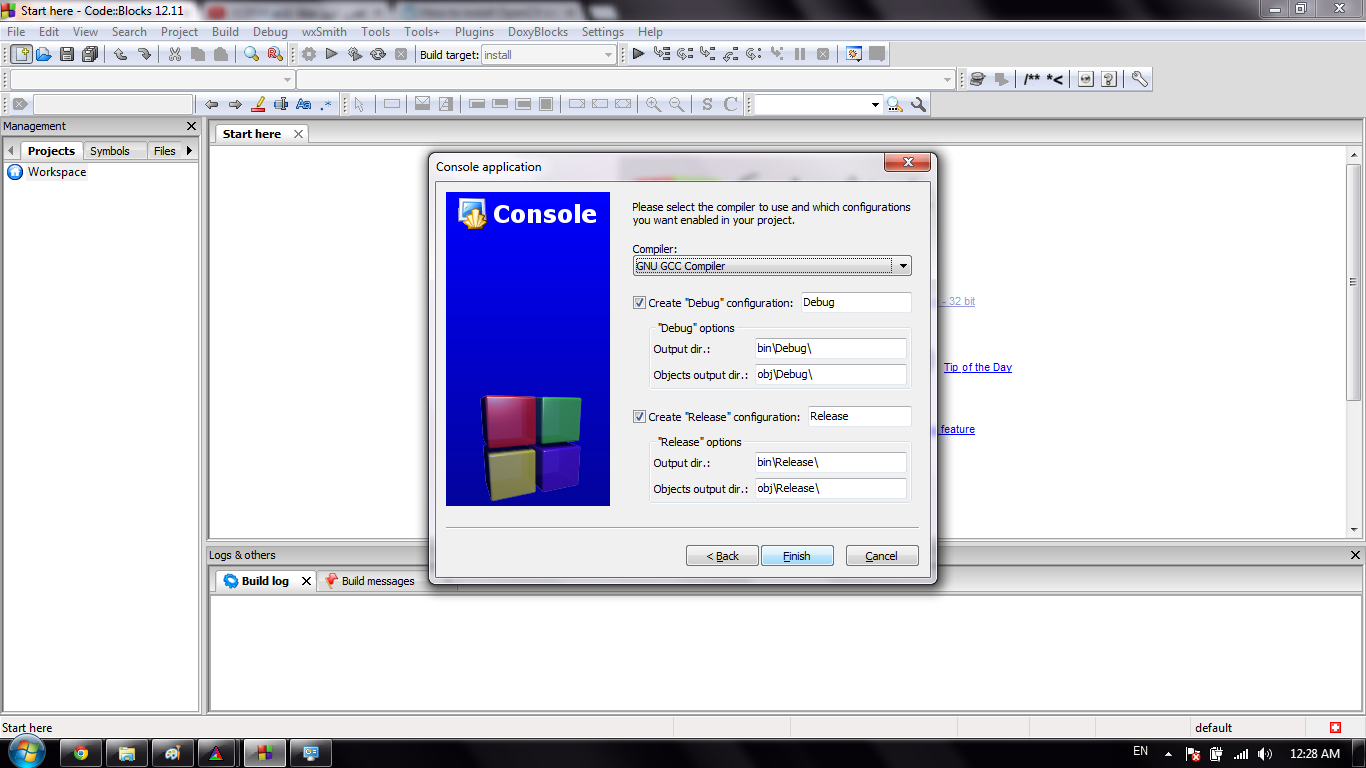 Start here - Code::Blocks 12.11
File Edit View Search Project Build Debug wxSmith Tools Tools+ Plugins DoxyBlocks Settings Help
Build target: install
/** *<
Aa .*
S C
Management
Projects Symbols Files
Workspace
Start here
Console application
Console
Please select the compiler to use and which configurations
you want enabled in your project.
Compiler:
GNU GCC Compiler
Create "Debug" configuration: Debug
"Debug" options
Output dir.: bin\Debug\
Objects output dir.: obj\Debug\
Create "Release" configuration: Release
"Release" options
Output dir.: bin\Release\
Objects output dir.: obj\Release\
< Back Finish Cancel
- 32 bit
Tip of the Day
feature
Logs & others
Build log Build messages
Start here default
EN 12:28 AM